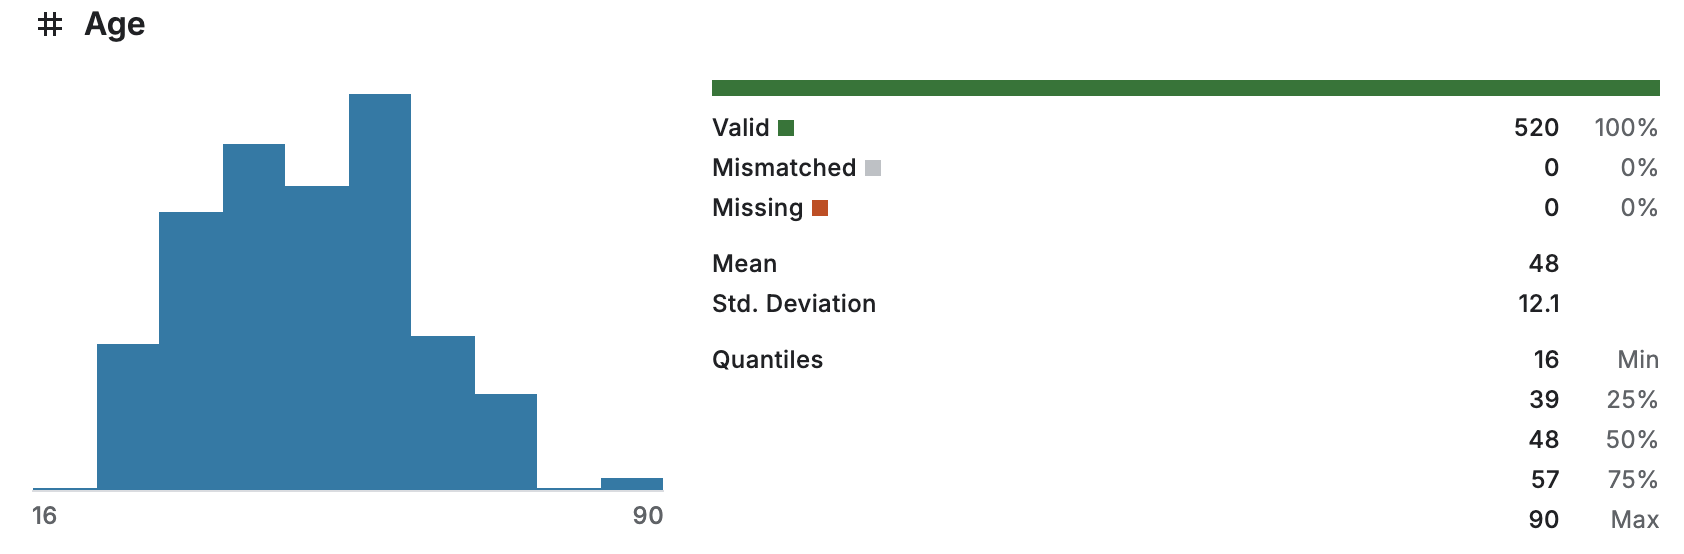 # Age
Valid 520 100%
Mismatched 0 0%
Missing 0 0%
Mean 48
Std. Deviation 12.1
Quantiles 16 Min
39 25%
48 50%
57 75%
90 Max
16 90